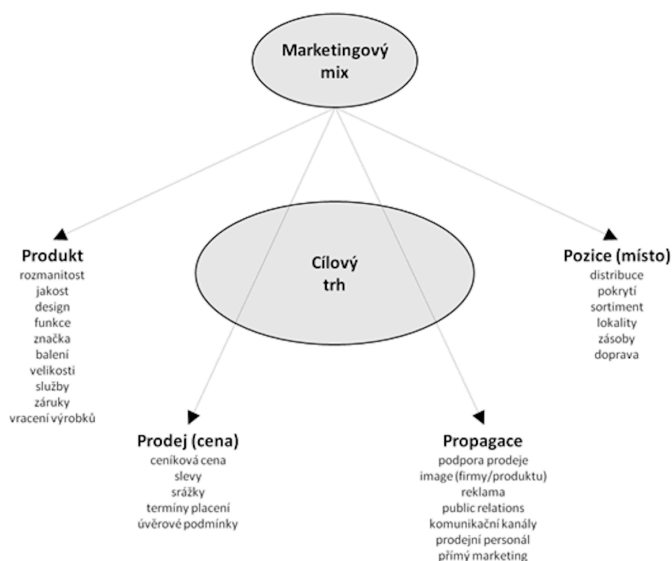 Marketingový
mix
Cílový
trh
Produkt
rozmanitost
jakost
design
funkce
značka
balení
velikosti
služby
záruky
vracení výrobků
Prodej (cena)
ceníková cena
slevy
srážky
termíny placení
úvěrové podmínky
Propagace
podpora prodeje
image (firmy/produktu)
reklama
public relations
komunikační kanály
prodejní personál
přímý marketing
Pozice (místo)
distribuce
pokrytí
sortiment
lokality
zásoby
doprava